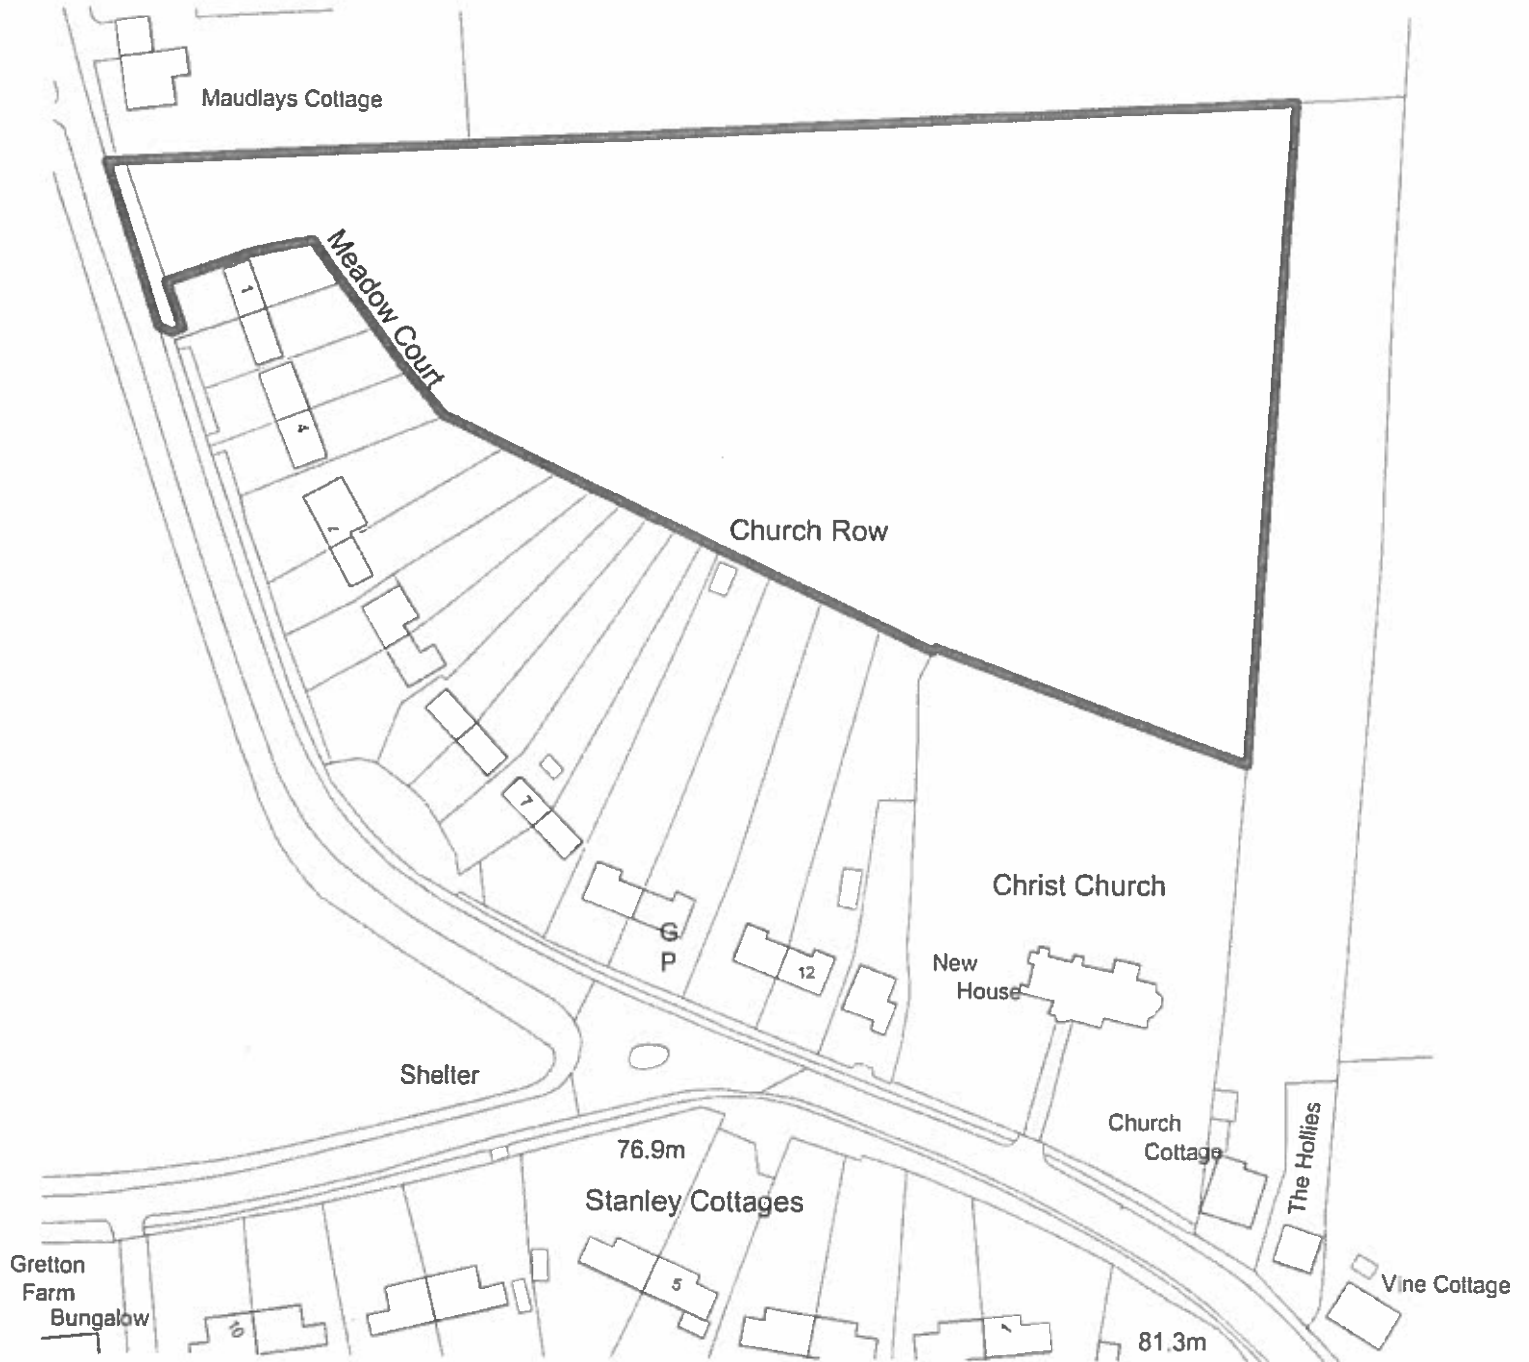 Maudlays Cottage
Meadow Court
1
4
7
Church Row
7
G
P
12
Christ Church
New
House
Shelter
76.9m
Stanley Cottages
Church
Cottage
The Hollies
Gretton
Farm
Bungalow
10
5
1
Vine Cottage
81.3m